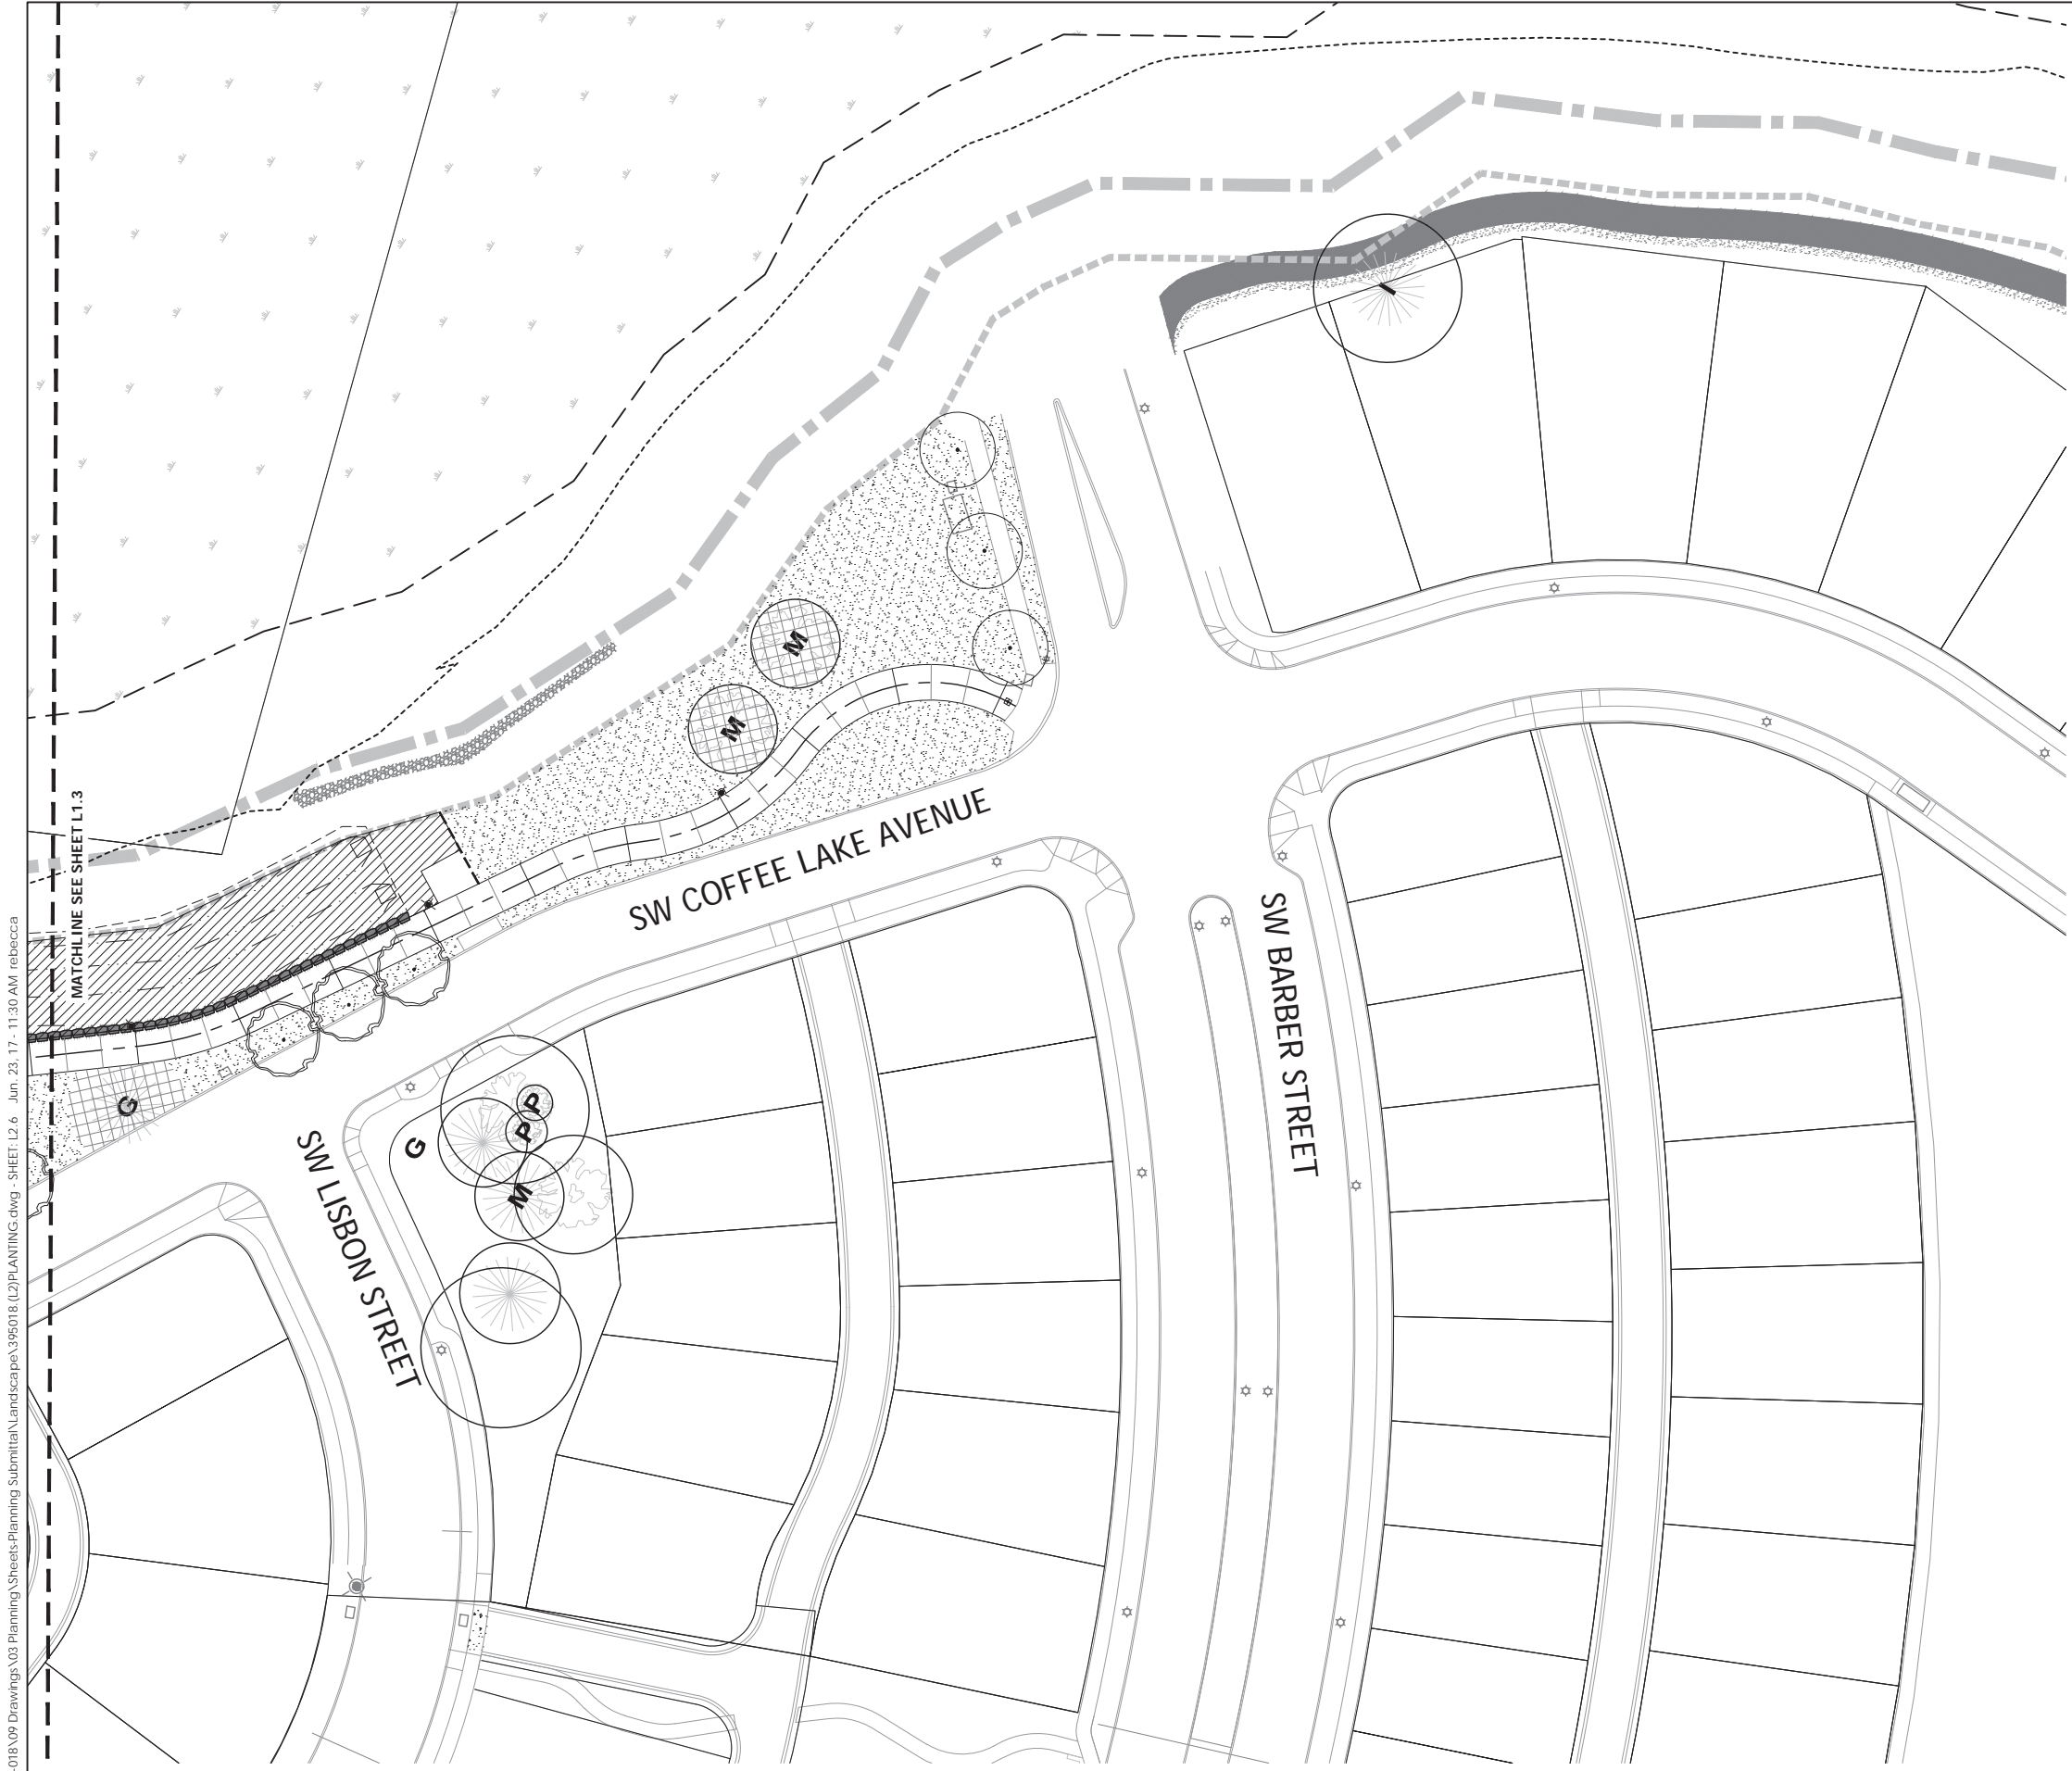 MATCHLINE SEE SHEET L1.3
SW COFFEE LAKE AVENUE
SW BARBER STREET
SW LISBON STREET
M
M
G
G
P
P
M
-018\09 Drawings\03 Planning\Sheets-Planning Submittal\Landscape\395018.(L2)PLANTING.dwg - SHEET: L2.6 Jun. 23, 17 - 11:30 AM rebecca